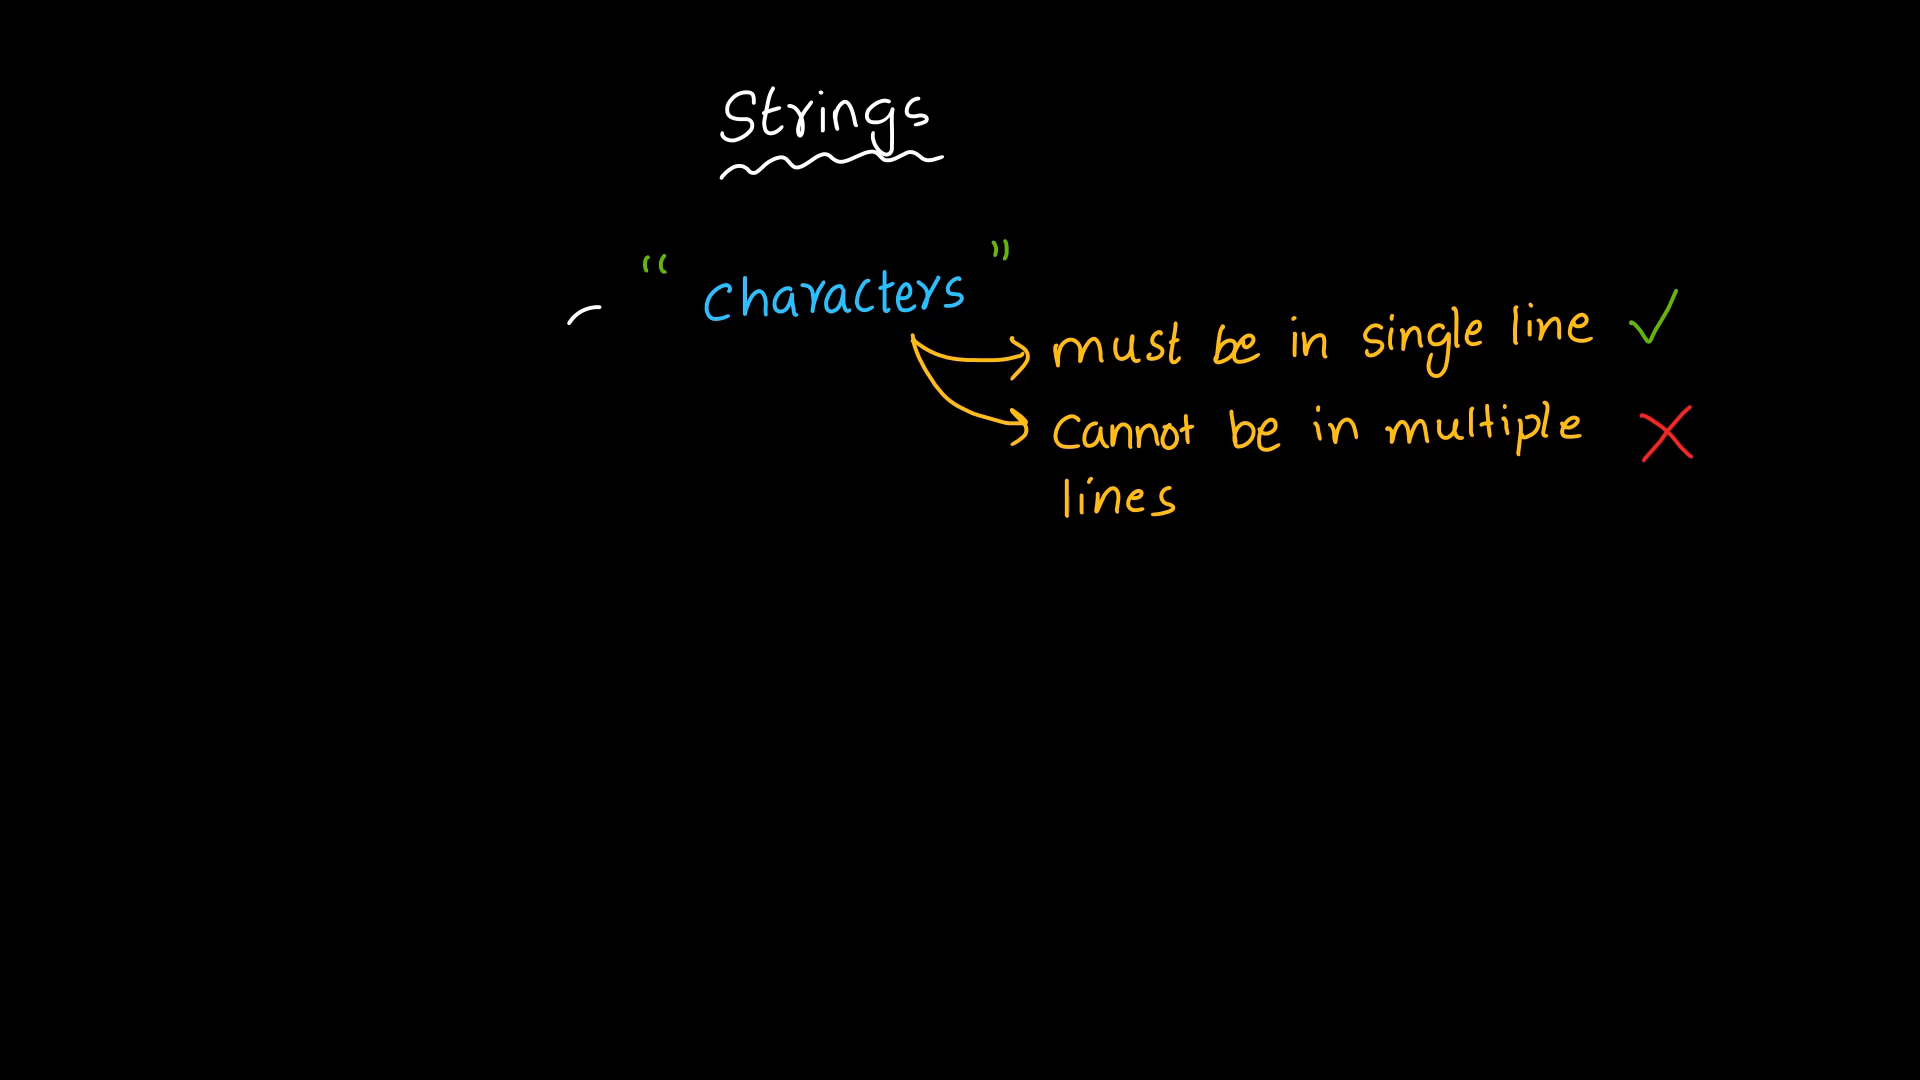 Strings
“ Characters ”
must be in single line ✓
Cannot be in multiple ✗
lines